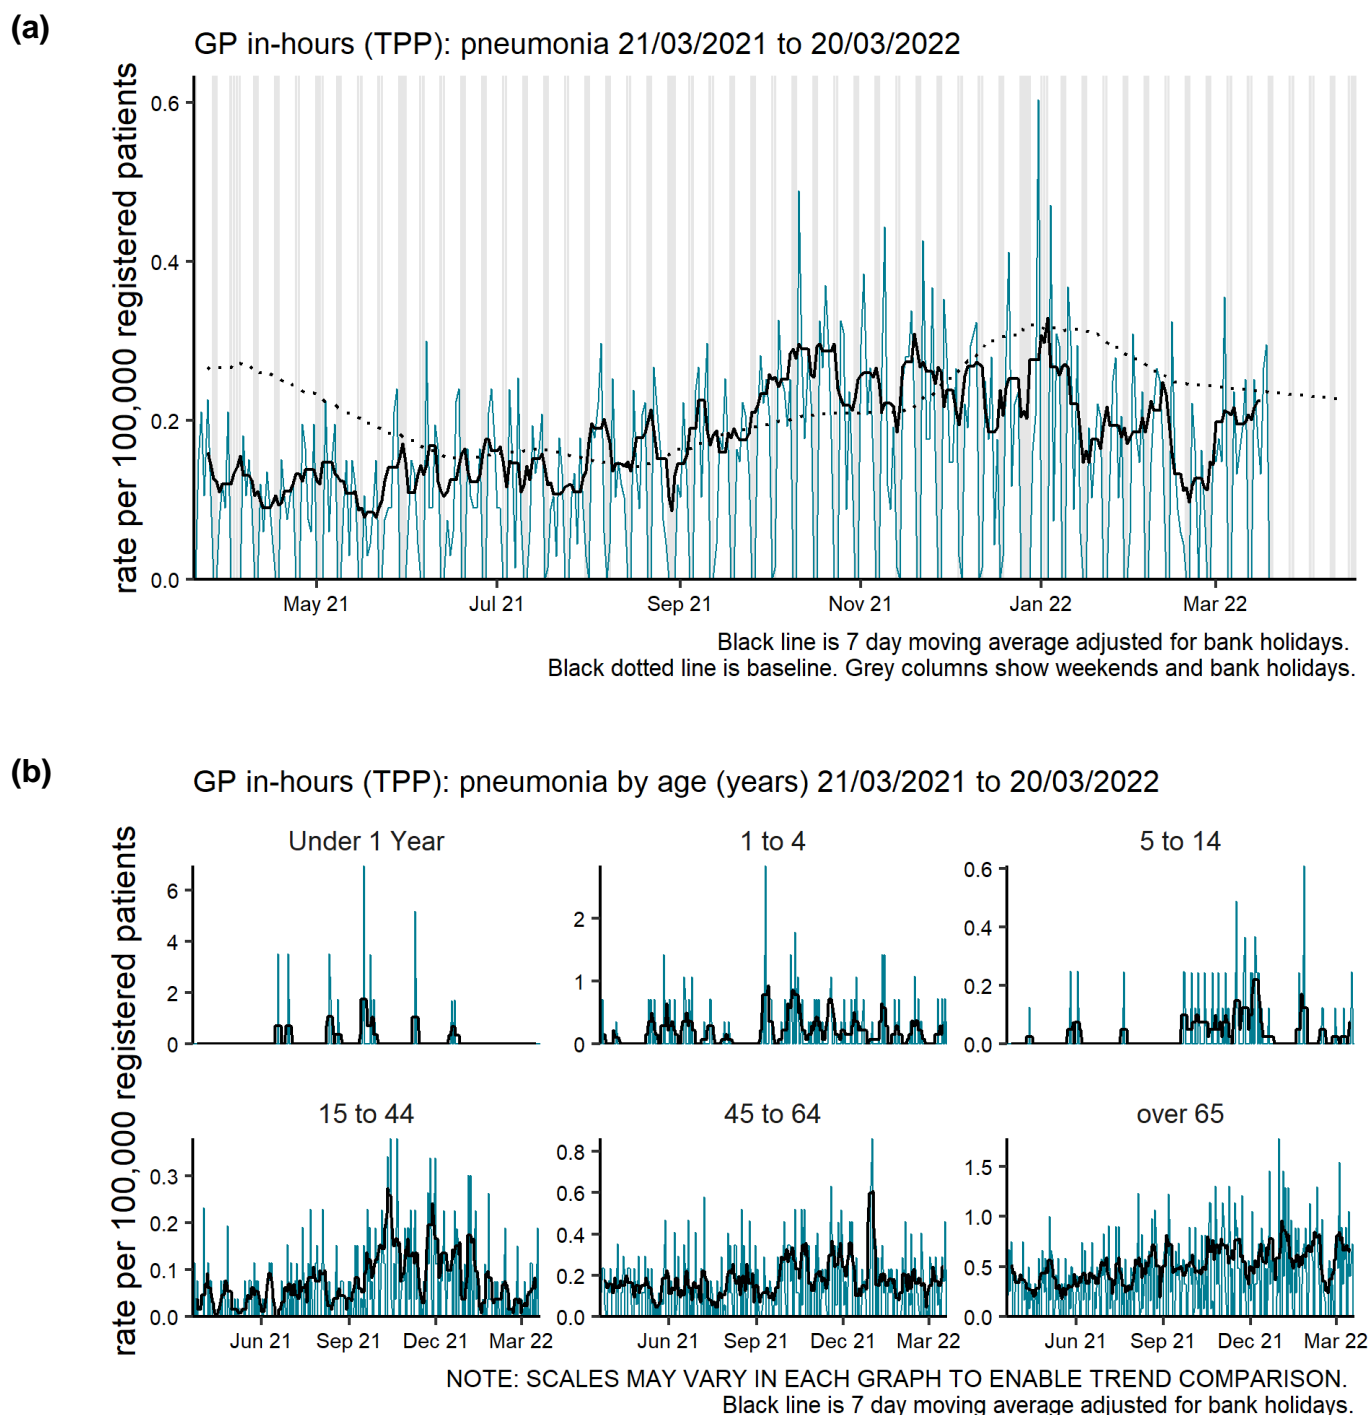 (a)
GP in-hours (TPP): pneumonia 21/03/2021 to 20/03/2022
rate per 100,000 registered patients
0.6
0.4
0.2
0.0
May 21
Jul 21
Sep 21
Nov 21
Jan 22
Mar 22
Black line is 7 day moving average adjusted for bank holidays.
Black dotted line is baseline. Grey columns show weekends and bank holidays.
(b)
GP in-hours (TPP): pneumonia by age (years) 21/03/2021 to 20/03/2022
rate per 100,000 registered patients
Under 1 Year
6
4
2
0
1 to 4
2
1
0
5 to 14
0.6
0.4
0.2
0.0
15 to 44
0.3
0.2
0.1
0.0
Jun 21
Sep 21
Dec 21
Mar 22
45 to 64
0.8
0.6
0.4
0.2
0.0
Jun 21
Sep 21
Dec 21
Mar 22
over 65
1.5
1.0
0.5
0.0
Jun 21
Sep 21
Dec 21
Mar 22
NOTE: SCALES MAY VARY IN EACH GRAPH TO ENABLE TREND COMPARISON.
Black line is 7 day moving average adjusted for bank holidays.